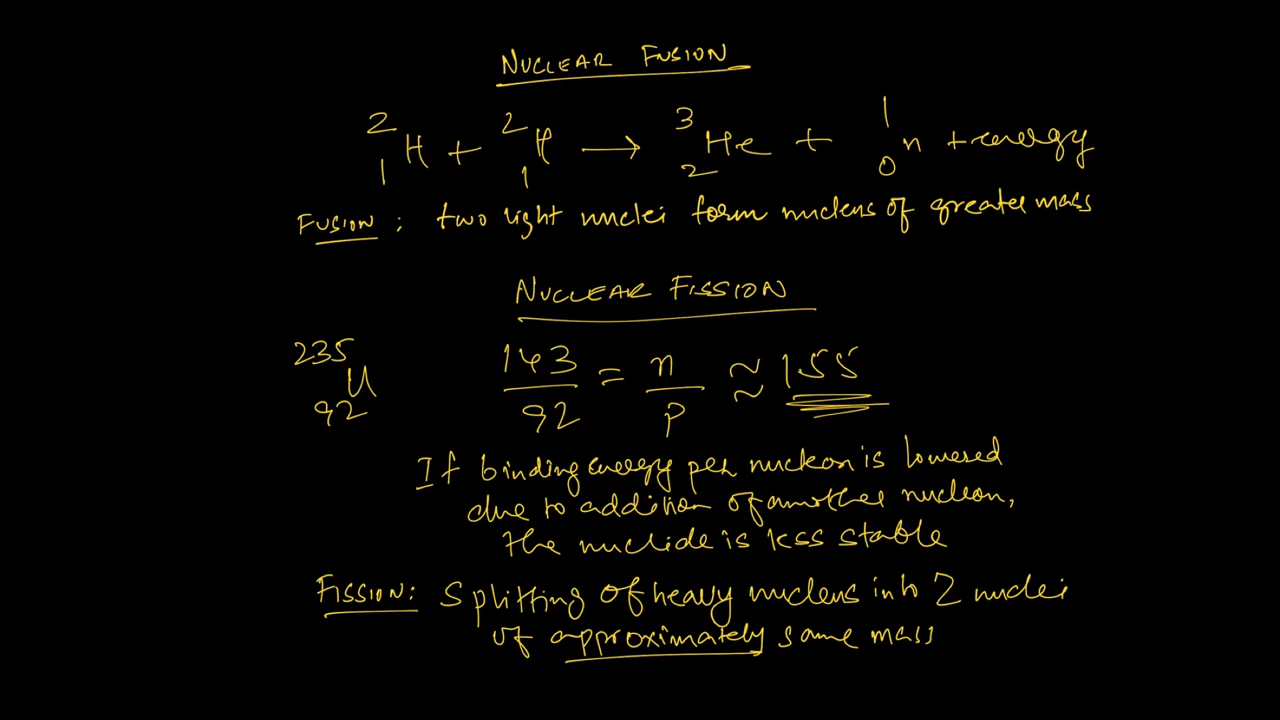 NUCLEAR FUSION
²₁H + ²₁H → ³₂He + ¹₀n + energy
FUSION: two light nuclei form nucleus of greater mass
NUCLEAR FISSION
²³⁵₉₂U 143/92 = n/p ≈ 155
If binding energy per nucleon is lowered
due to addition of another nucleon,
the nuclide is less stable
FISSION: Splitting of heavy nucleus into 2 nuclei
of approximately same mass